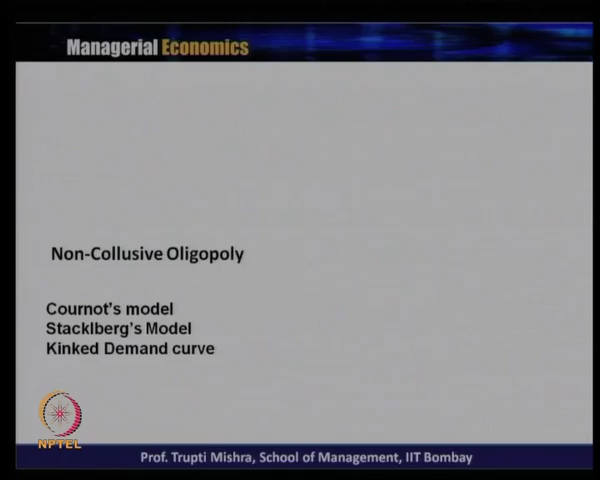 Managerial Economics
Non-Collusive Oligopoly
Cournot's model
Stacklberg's Model
Kinked Demand curve
NPTEL
Prof. Trupti Mishra, School of Management, IIT Bombay